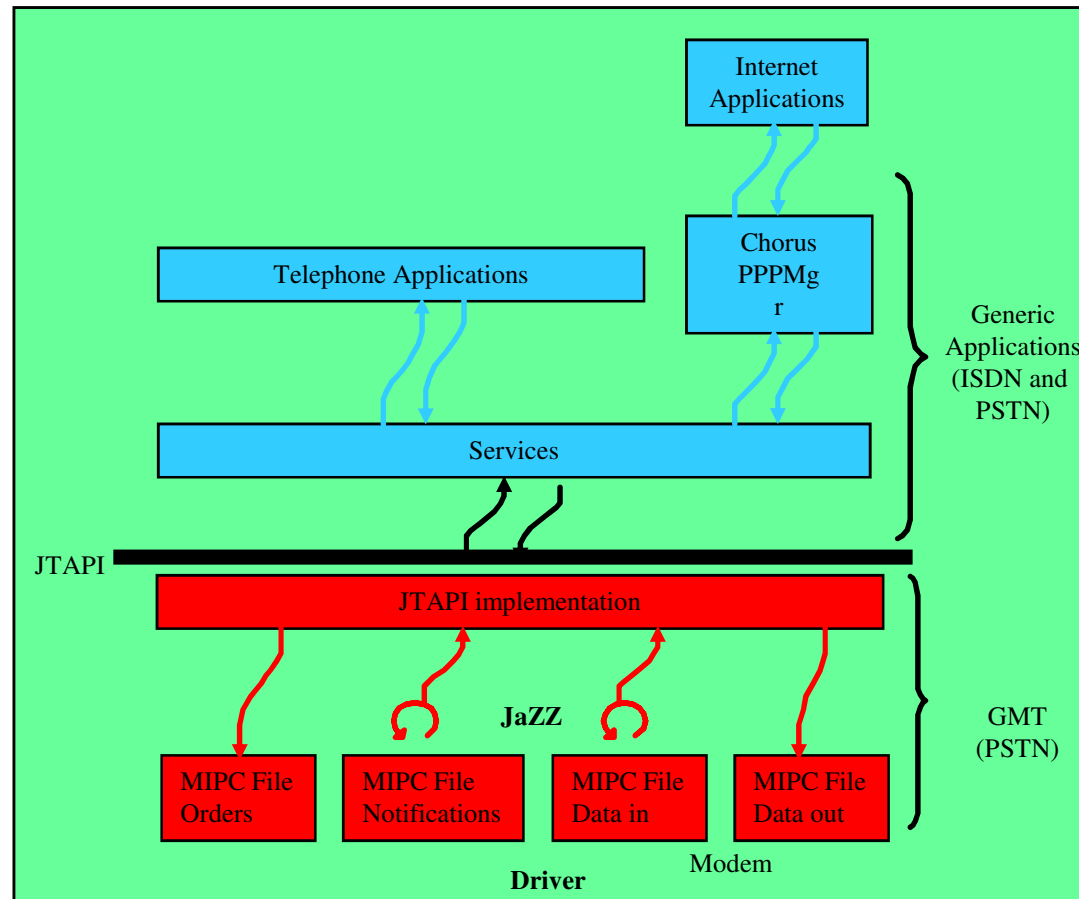 Internet
Applications
Chorus
PPPMg
r
Telephone Applications
Generic
Applications
(ISDN and
PSTN)
Services
JTAPI
JTAPI implementation
JaZZ
GMT
(PSTN)
MIPC File
Orders
MIPC File
Notifications
MIPC File
Data in
MIPC File
Data out
Modem
Driver